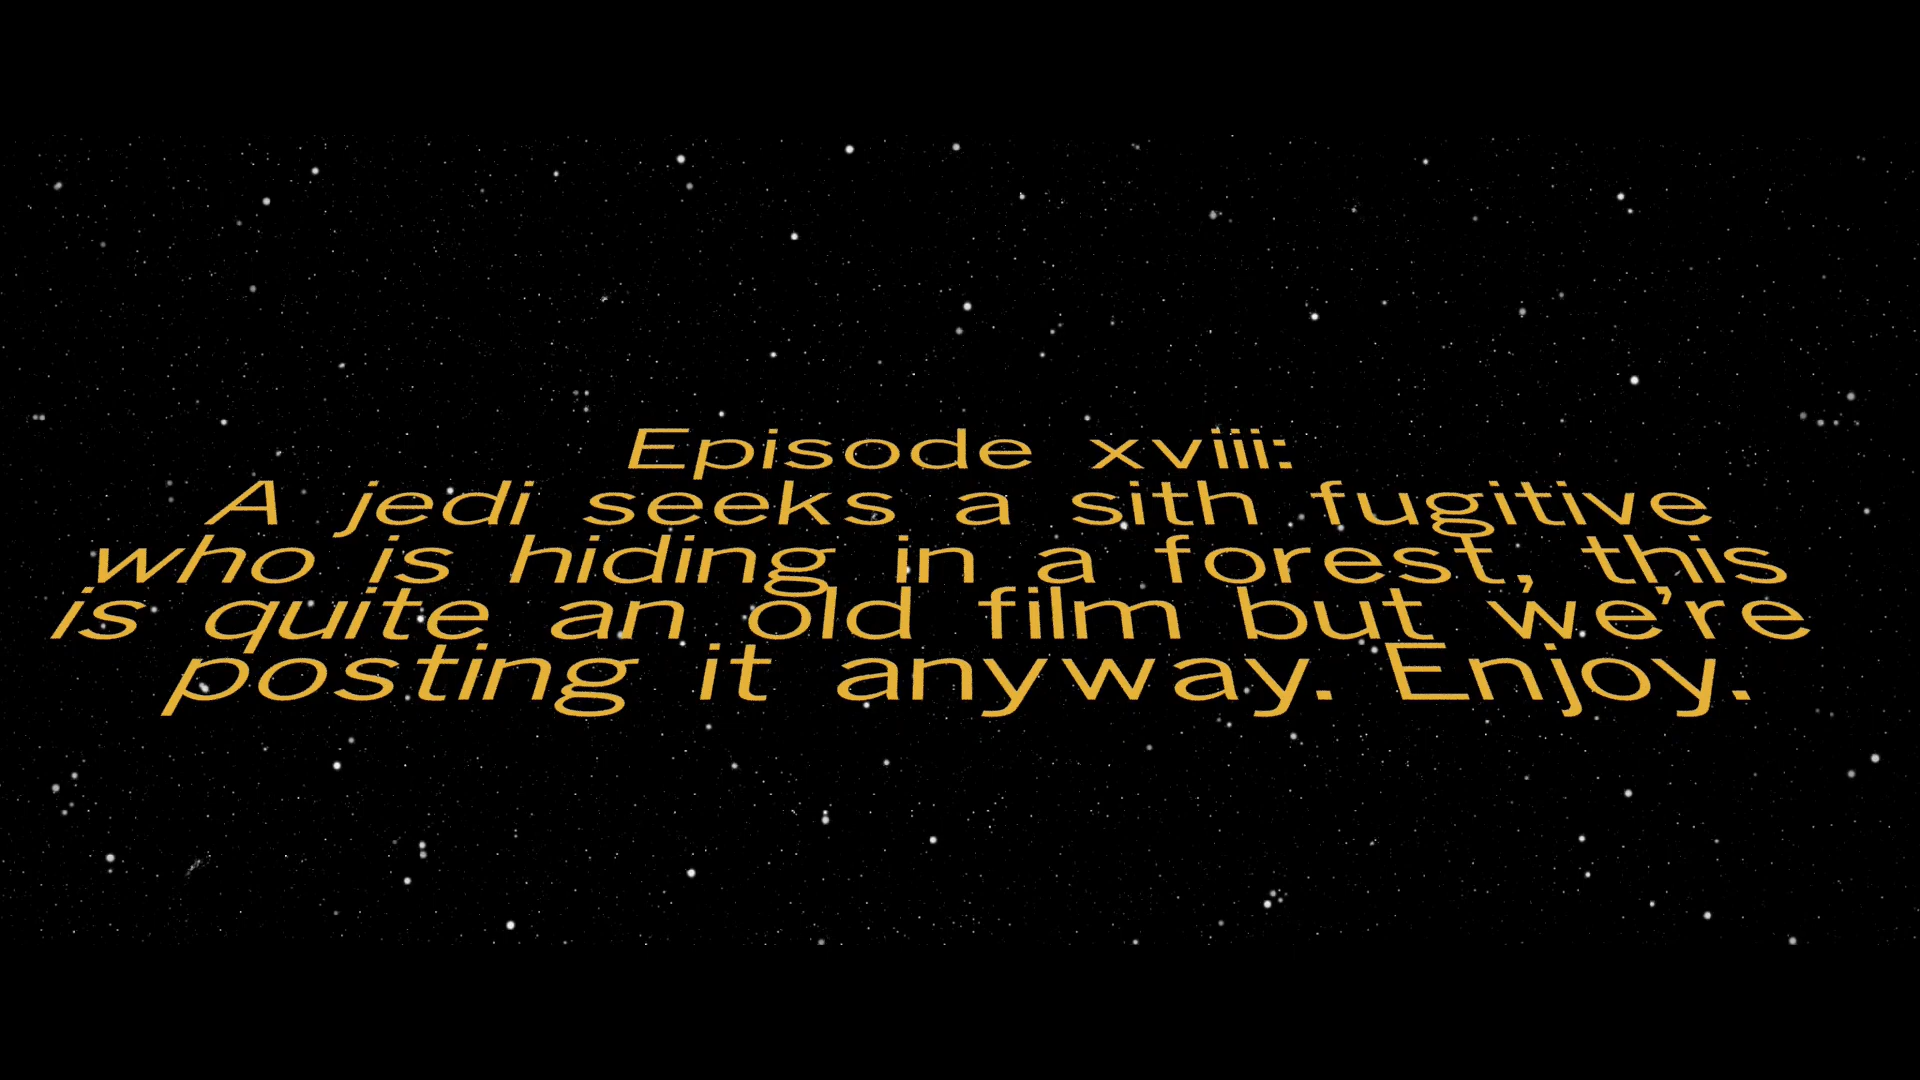 Episode xviii:
A jedi seeks a sith fugitive
who is hiding in a forest, this
is quite an old film but we're
posting it anyway. Enjoy.